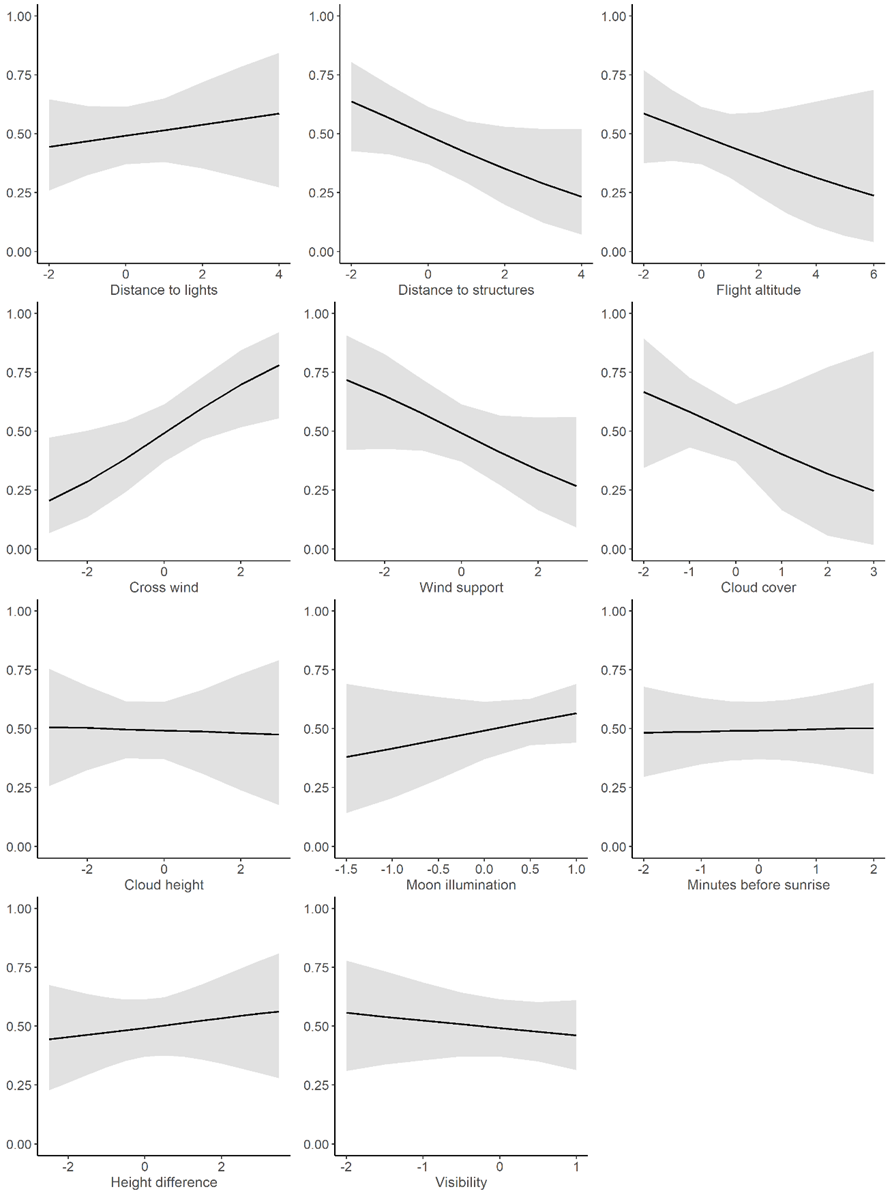 1.00 1.00 1.00
0.75 0.75 0.75
0.50 0.50 0.50
0.25 0.25 0.25
0.00 0.00 0.00
-2 0 2 4 -2 0 2 4 -2 0 2 4 6
Distance to lights Distance to structures Flight altitude
1.00 1.00 1.00
0.75 0.75 0.75
0.50 0.50 0.50
0.25 0.25 0.25
0.00 0.00 0.00
-2 0 2 -2 0 2 -2 -1 0 1 2 3
Cross wind Wind support Cloud cover
1.00 1.00 1.00
0.75 0.75 0.75
0.50 0.50 0.50
0.25 0.25 0.25
0.00 0.00 0.00
-2 0 2 -1.5 -1.0 -0.5 0.0 0.5 1.0 -2 -1 0 1 2
Cloud height Moon illumination Minutes before sunrise
1.00 1.00
0.75 0.75
0.50 0.50
0.25 0.25
0.00 0.00
-2 0 2 -2 -1 0 1
Height difference Visibility